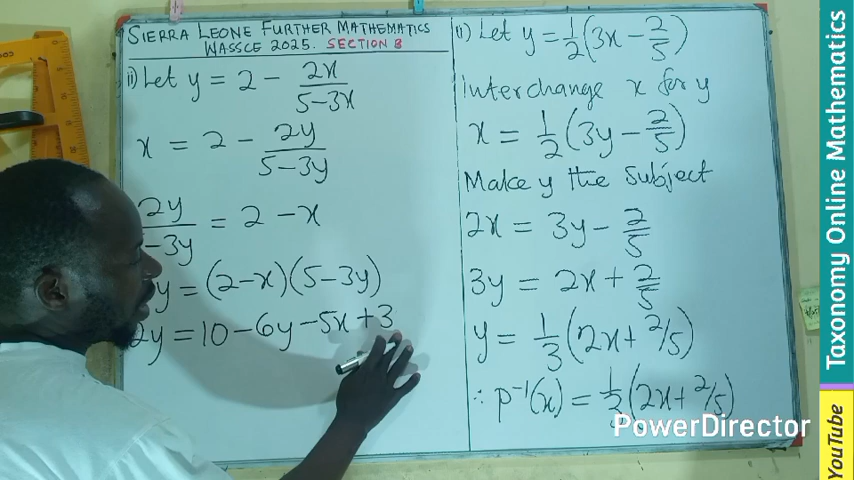 SIERRA LEONE FURTHER MATHEMATICS
WASSCE 2025. SECTION B
ii) Let y = 2 - 2x/(5-3x)
x = 2 - 2y/(5-3y)
2y/-3y = 2 - x
y = (2-x)(5-3y)
2y = 10 - 6y - 5x + 3
(i) Let y = 1/2(3x - 2/5)
Interchange x for y
x = 1/2(3y - 2/5)
Make y the subject
2x = 3y - 2/5
3y = 2x + 2/5
y = 1/3(2x + 2/5)
∴ p⁻¹(x) = 1/3(2x + 2/5)
PowerDirector
Taxonomy Online Mathematics
YouTube